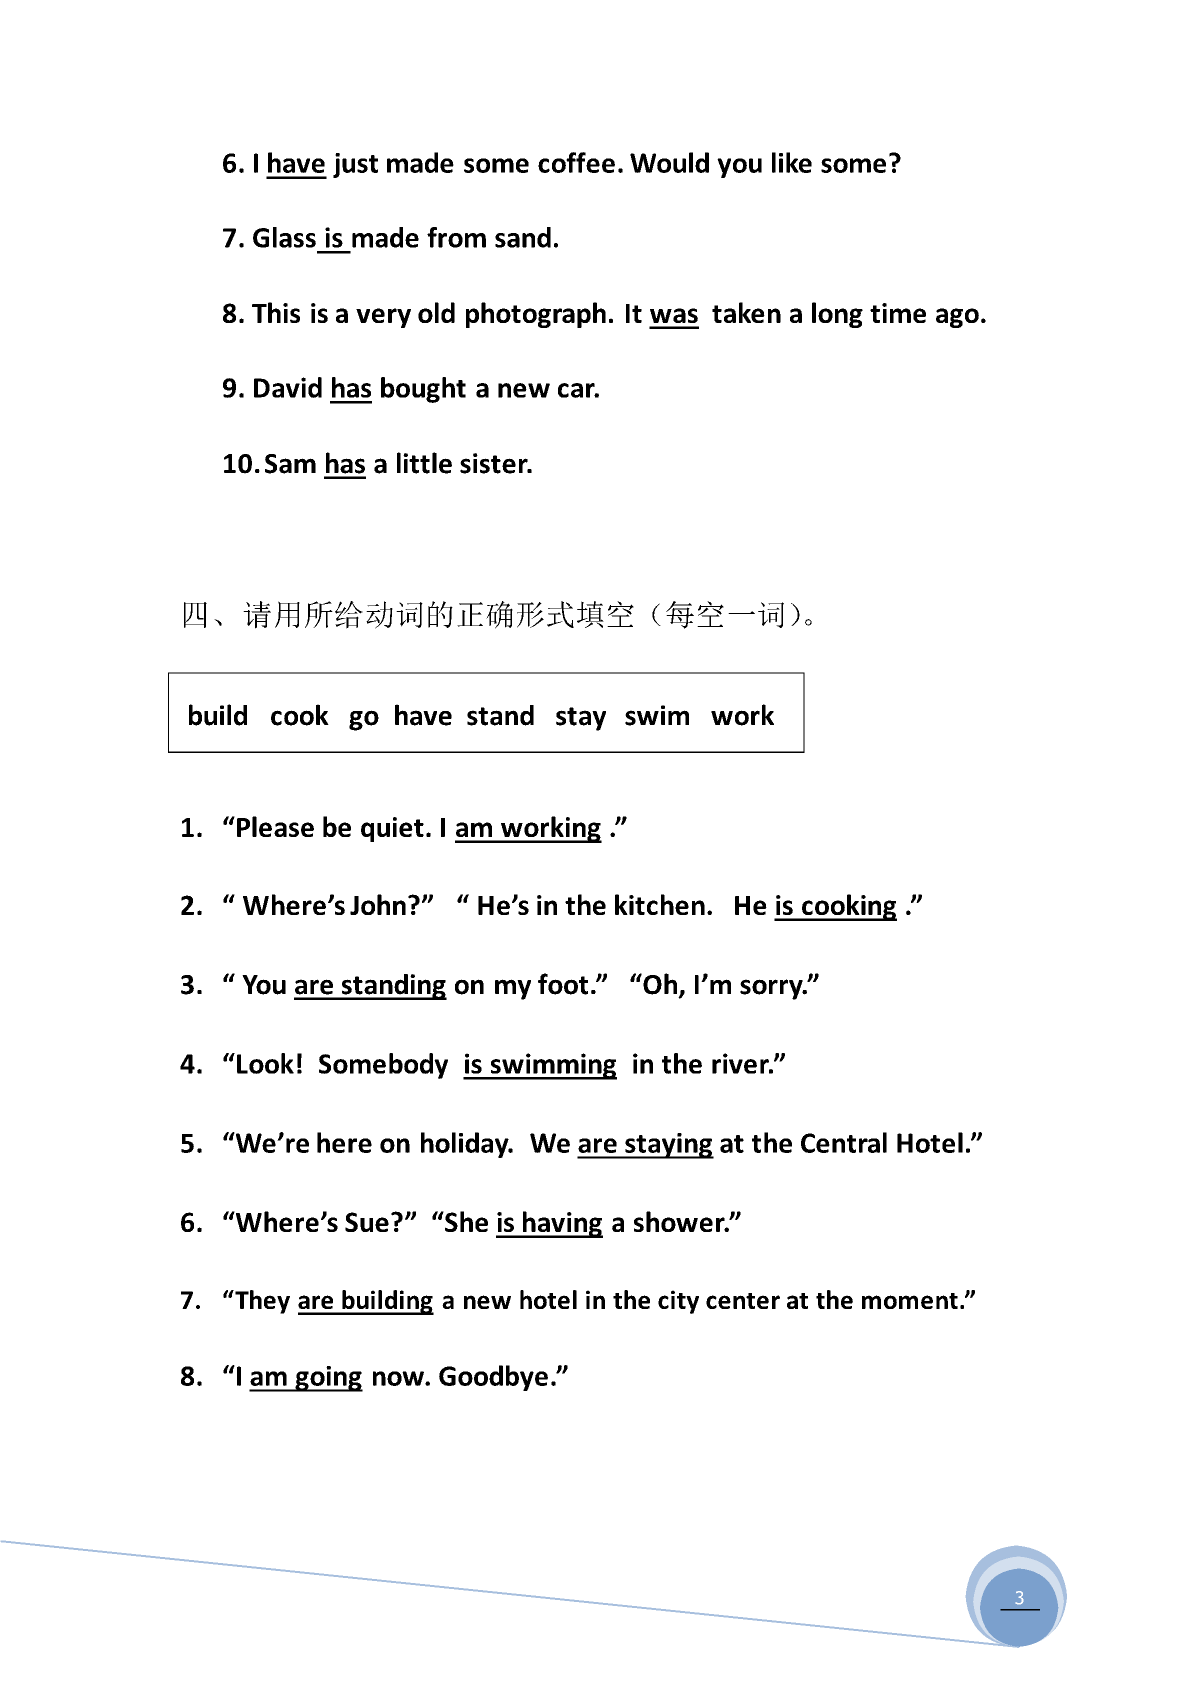 6. I have just made some coffee. Would you like some?
7. Glass is made from sand.
8. This is a very old photograph. It was taken a long time ago.
9. David has bought a new car.
10. Sam has a little sister.
四、请用所给动词的正确形式填空（每空一词）。
build cook go have stand stay swim work
1. “Please be quiet. I am working .”
2. “ Where’s John?” “ He’s in the kitchen. He is cooking .”
3. “ You are standing on my foot.” “Oh, I’m sorry.”
4. “Look! Somebody is swimming in the river.”
5. “We’re here on holiday. We are staying at the Central Hotel.”
6. “Where’s Sue?” “She is having a shower.”
7. “They are building a new hotel in the city center at the moment.”
8. “I am going now. Goodbye.”
3